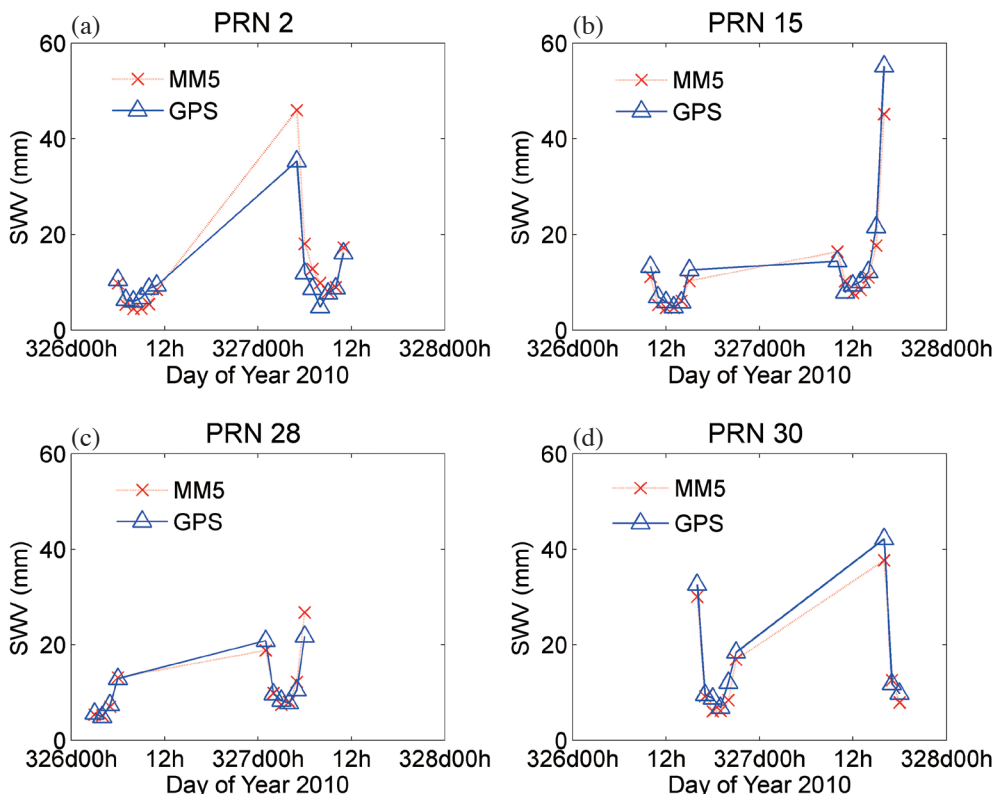 (a) PRN 2
60
40
20
0
SWV (mm)
MM5
GPS
326d00h 12h 327d00h 12h 328d00h
Day of Year 2010
(b) PRN 15
60
40
20
0
SWV (mm)
MM5
GPS
326d00h 12h 327d00h 12h 328d00h
Day of Year 2010
(c) PRN 28
60
40
20
0
SWV (mm)
MM5
GPS
326d00h 12h 327d00h 12h 328d00h
Day of Year 2010
(d) PRN 30
60
40
20
0
SWV (mm)
MM5
GPS
326d00h 12h 327d00h 12h 328d00h
Day of Year 2010